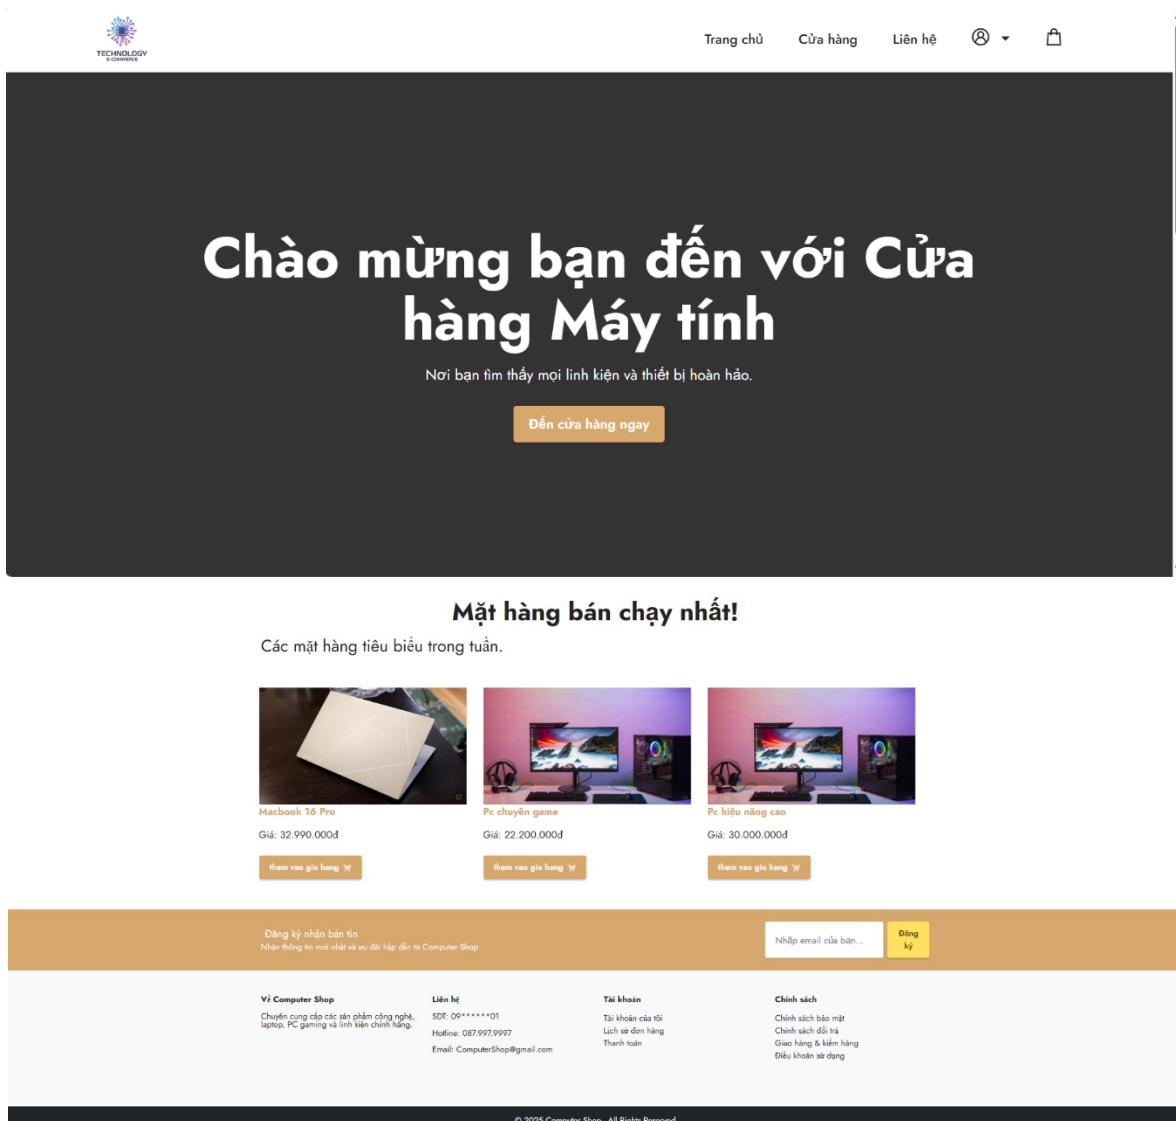 TECHNOLOGY
E-COMMERCE
Trang chủ
Cửa hàng
Liên hệ
Chào mừng bạn đến với Cửa
hàng Máy tính
Nơi bạn tìm thấy mọi linh kiện và thiết bị hoàn hảo.
Đến cửa hàng ngay
Mặt hàng bán chạy nhất!
Các mặt hàng tiêu biểu trong tuần.
Macbook 16 Pro
Giá: 32.990.000đ
them vao gio hang
Pc chuyên game
Giá: 22.200.000đ
them vao gio hang
Pc hiệu năng cao
Giá: 30.000.000đ
them vao gio hang
Đăng ký nhận bản tin
Nhận thông tin mới nhất và ưu đãi hấp dẫn từ Computer Shop
Nhập email của bạn...
Đăng
ký
Về Computer Shop
Chuyên cung cấp các sản phẩm công nghệ,
laptop, PC gaming và linh kiện chính hãng.
Liên hệ
SDT: 09******01
Hotline: 087.997.9997
Email: ComputerShop@gmail.com
Tài khoản
Tài khoản của tôi
Lịch sử đơn hàng
Thanh toán
Chính sách
Chính sách bảo mật
Chính sách đổi trả
Giao hàng & kiểm hàng
Điều khoản sử dụng
© 2025 Computer Shop. All Rights Reserved